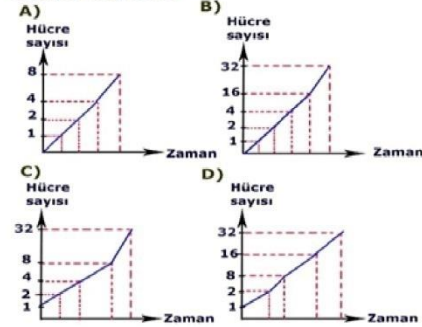 A)
Hücre
sayısı
8
4
2
1
Zaman
B)
Hücre
sayısı
32
16
4
2
1
Zaman
C)
Hücre
sayısı
32
8
4
2
1
Zaman
D)
Hücre
sayısı
32
16
8
2
1
Zaman